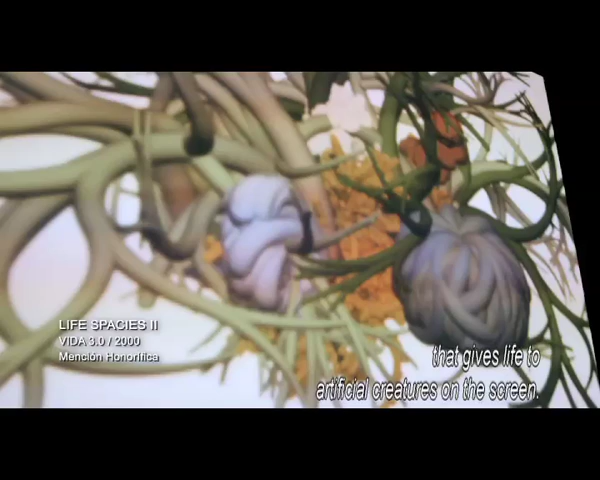 LIFE SPACIES II
VIDA 3.0 / 2000
Mención Honorífica
that gives life to
artificial creatures on the screen.